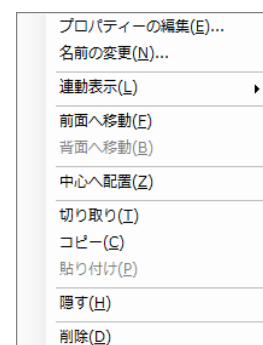 プロパティーの編集(E)...
名前の変更(N)...
連動表示(L)
前面へ移動(F)
背面へ移動(B)
中心へ配置(Z)
切り取り(T)
コピー(C)
貼り付け(P)
隠す(H)
削除(D)